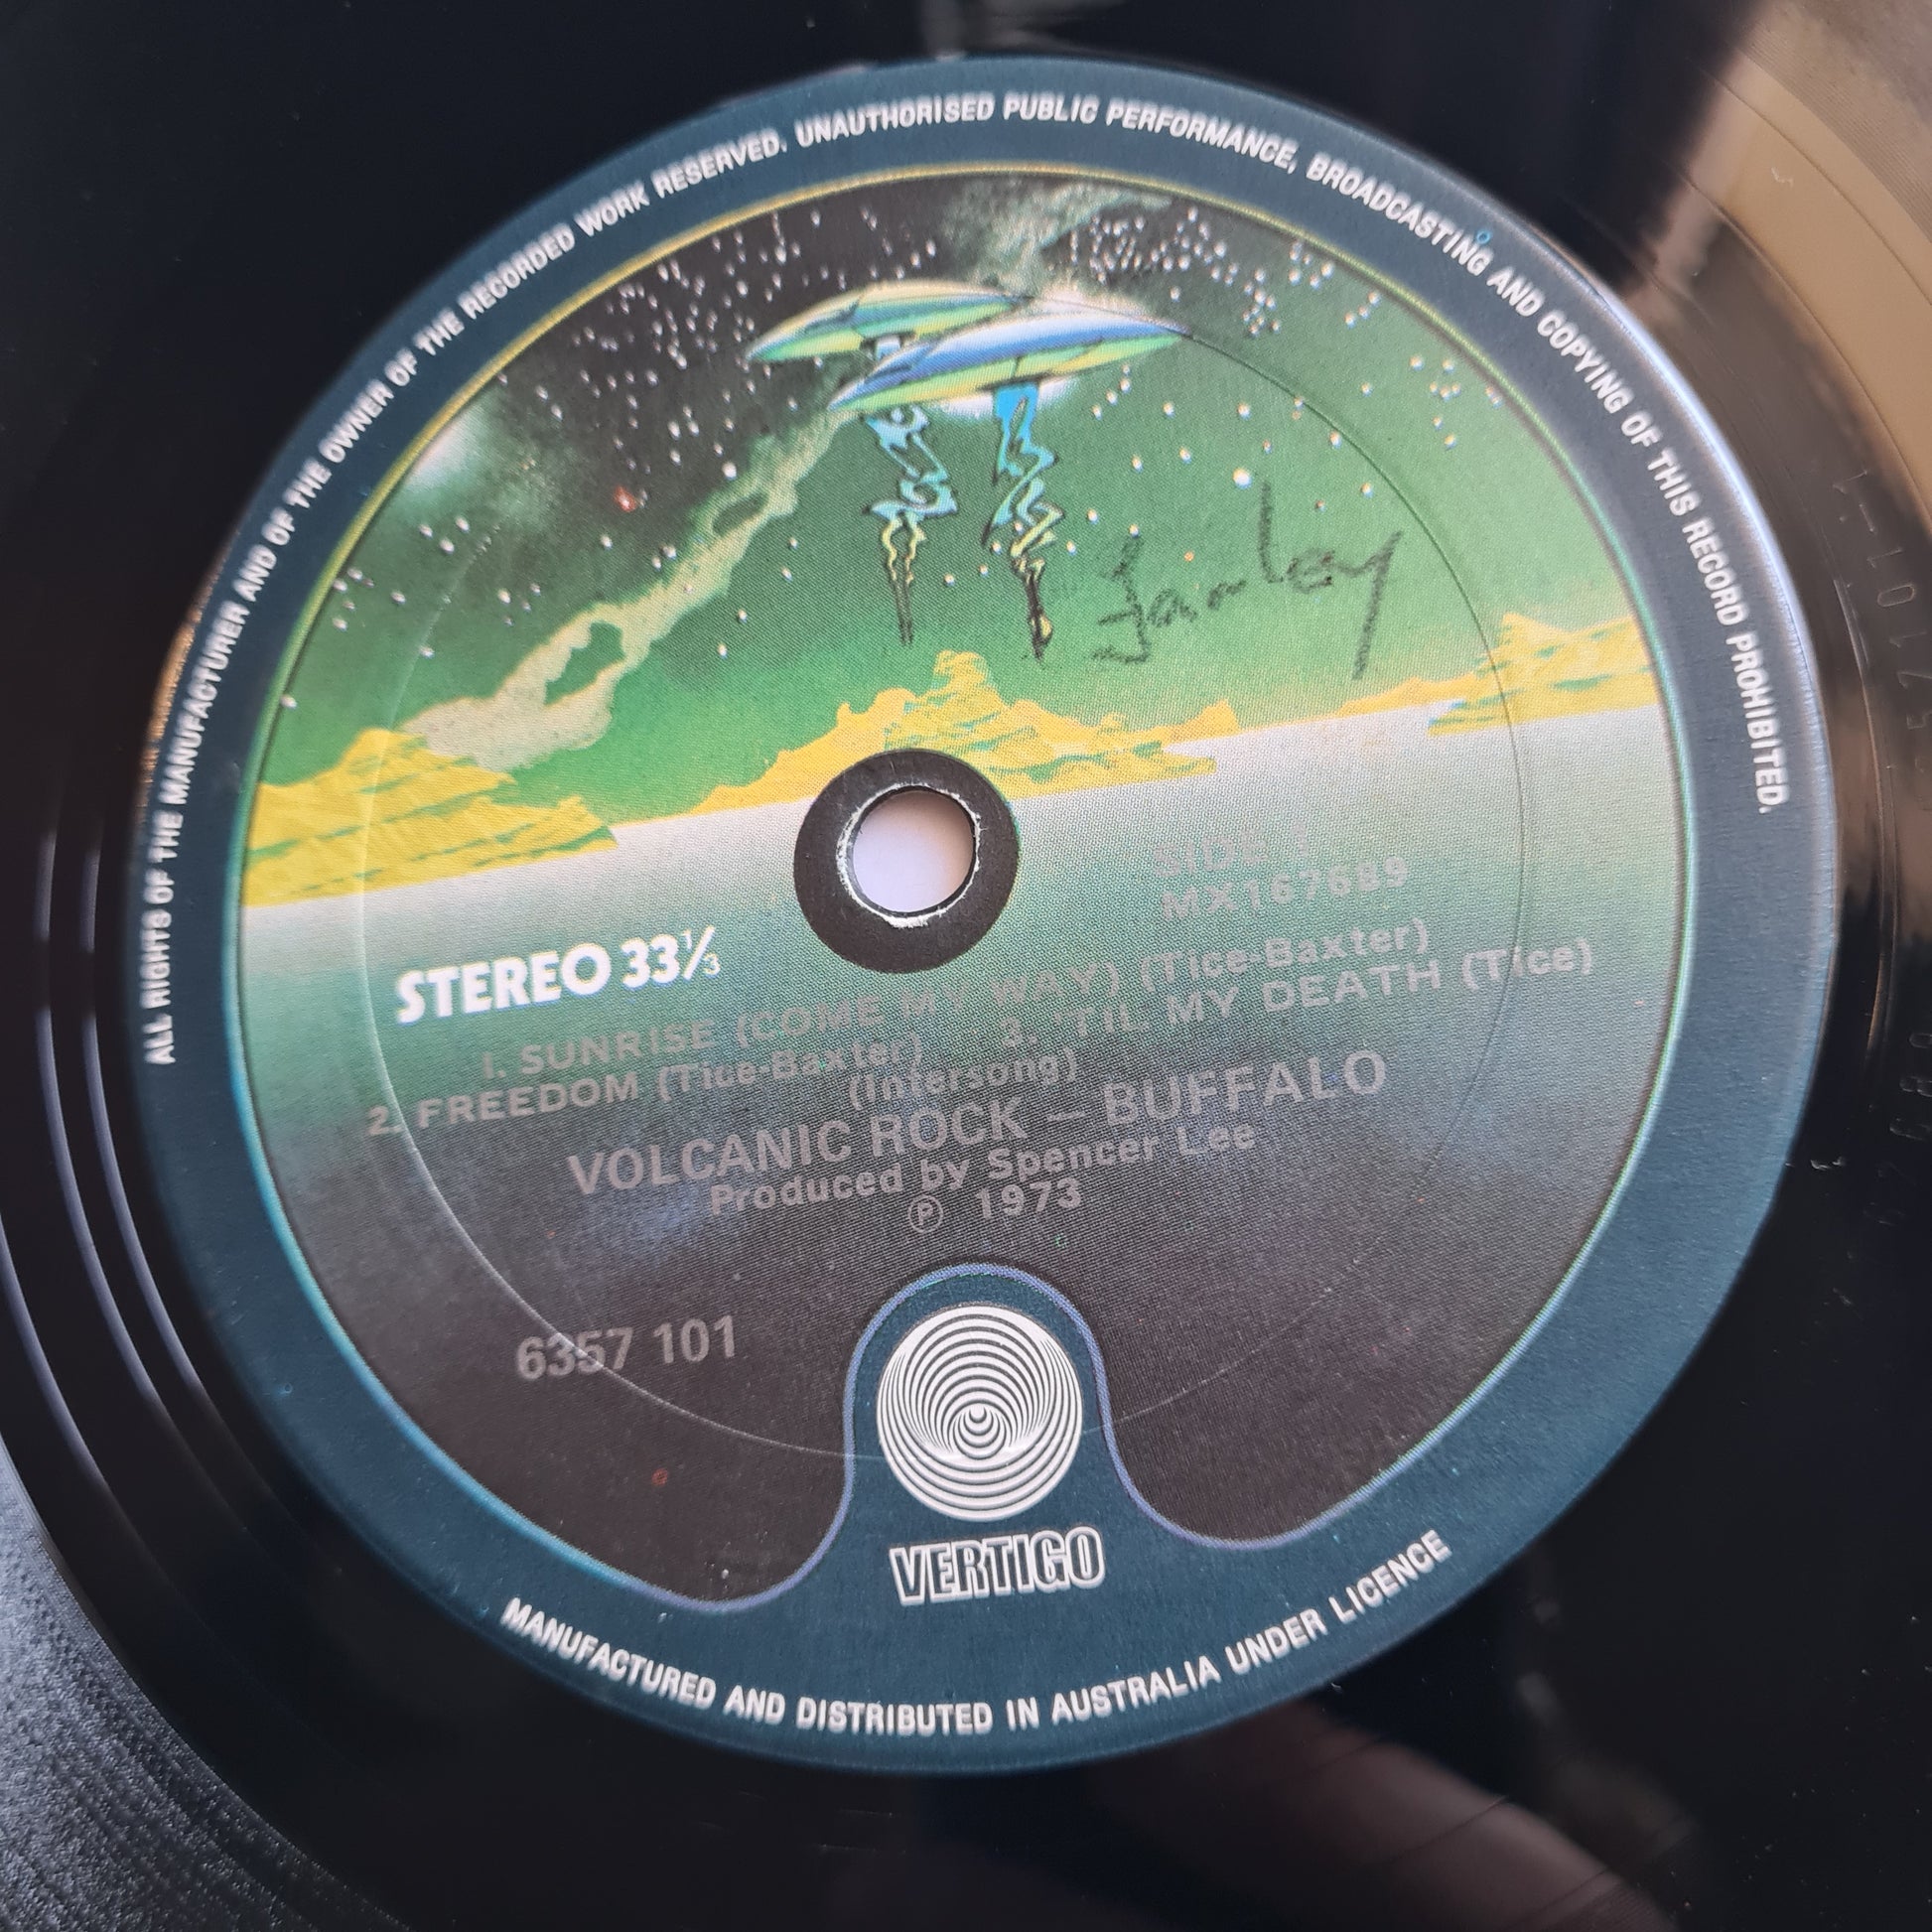 ALL RIGHTS OF THE MANUFACTURER AND OF THE OWNER OF THE RECORDED WORK RESERVED. UNAUTHORISED PUBLIC PERFORMANCE, BROADCASTING AND COPYING OF THIS RECORD PROHIBITED.
SIDE 1
MX167689
STEREO 33⅓
1. SUNRISE (COME MY WAY) (Tice-Baxter)
2. FREEDOM (Tice-Baxter) 3. 'TIL MY DEATH (Tice)
(Intersong)
VOLCANIC ROCK – BUFFALO
Produced by Spencer Lee
℗ 1973
6357 101
VERTIGO
MANUFACTURED AND DISTRIBUTED IN AUSTRALIA UNDER LICENCE